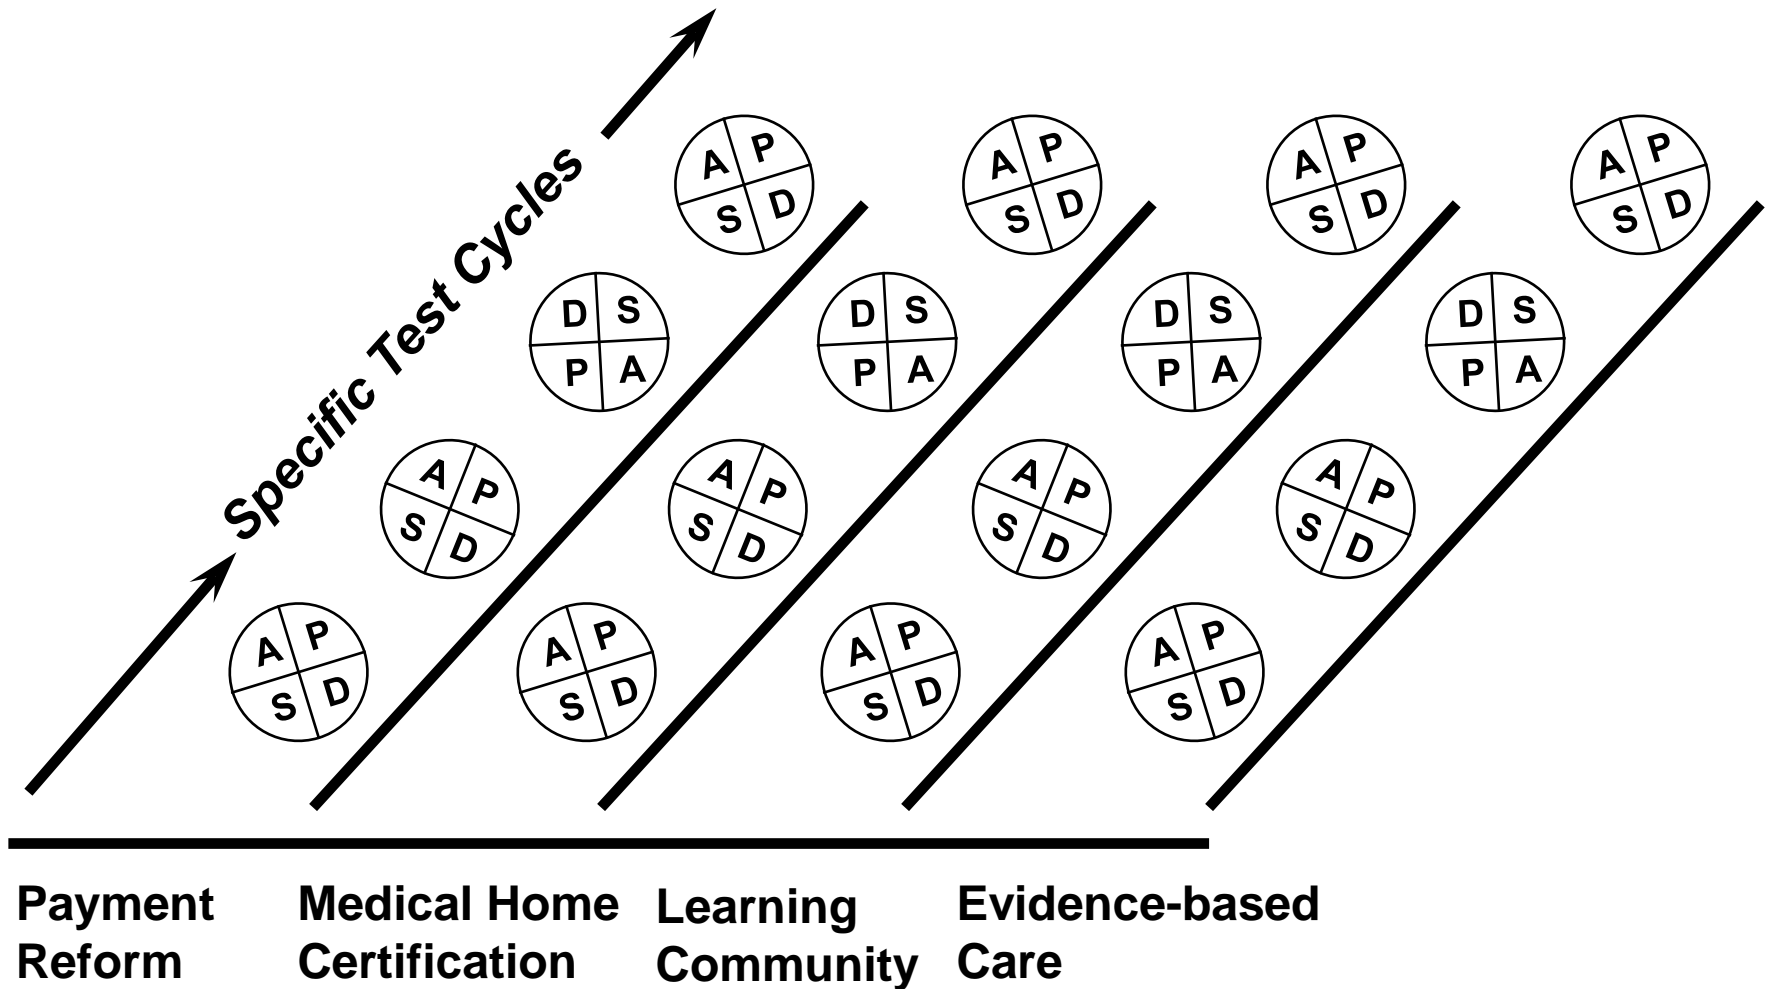 Specific Test Cycles
A P A P A P A P
S D S D S D S D
D S D S D S D S
P A P A P A P A
A P A P A P A P
S D S D S D S D
A P A P A P A P
S D S D S D S D
Payment
Reform
Medical Home
Certification
Learning
Community
Evidence-based
Care